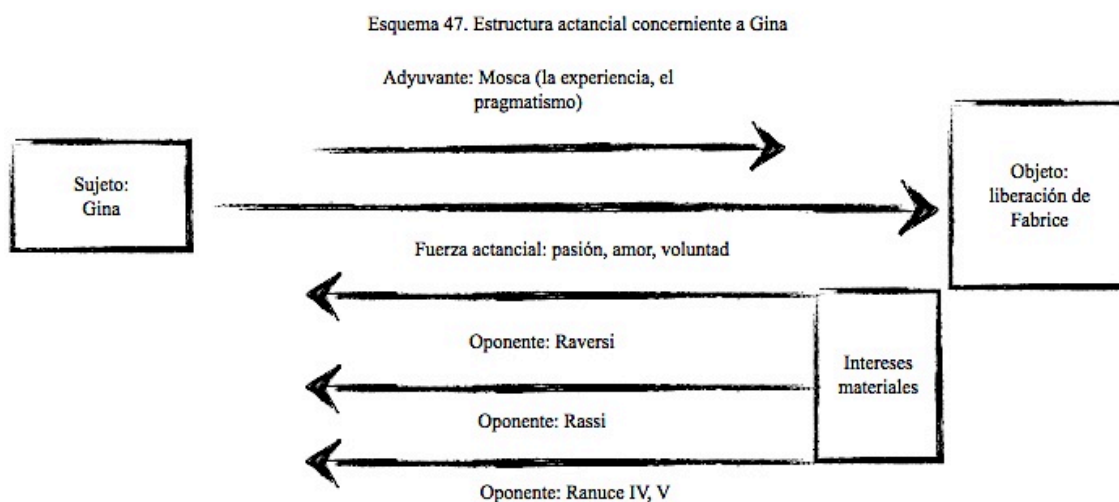 Esquema 47. Estructura actancial concerniente a Gina
Adyuvante: Mosca (la experiencia, el
pragmatismo)
Sujeto:
Gina
Objeto:
liberación de
Fabrice
Fuerza actancial: pasión, amor, voluntad
Oponente: Raversi
Intereses
materiales
Oponente: Rassi
Oponente: Ranuce IV, V